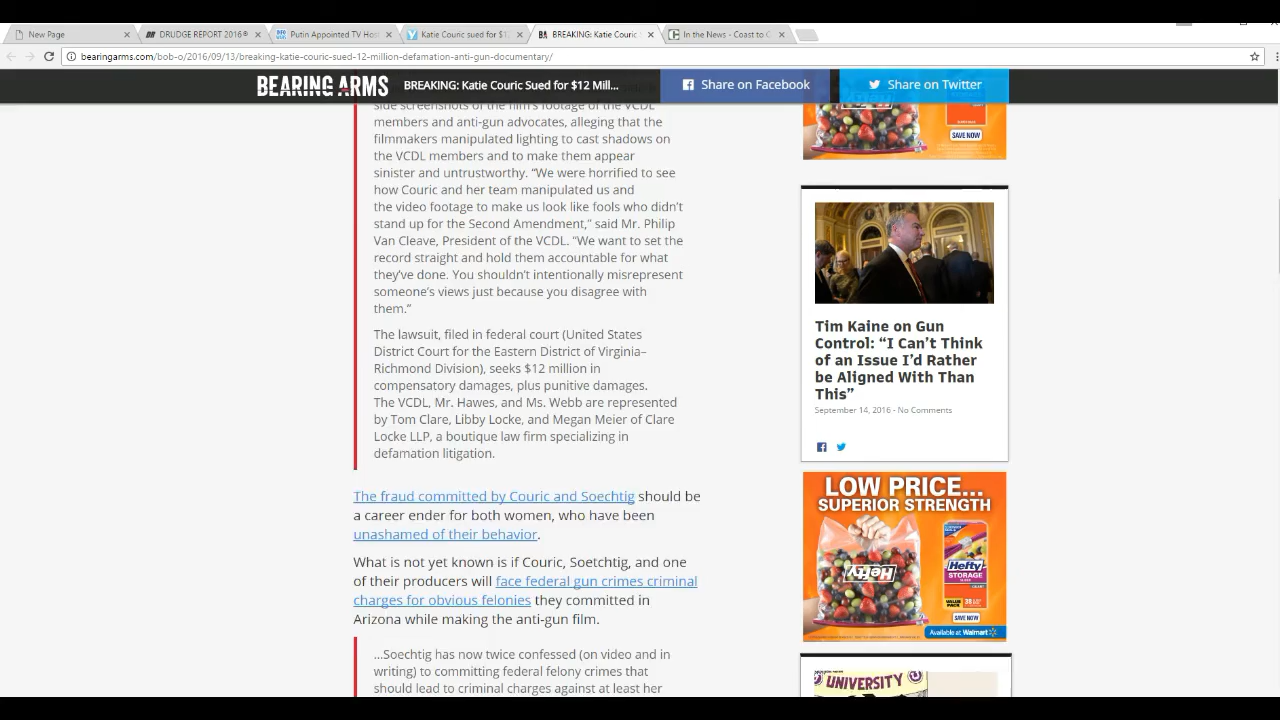 New Page
DRUDGE REPORT 2016®
Putin Appointed TV Host
Katie Couric sued for $1
BREAKING: Katie Couric
In the News - Coast to C
bearingarms.com/bob-o/2016/09/13/breaking-katie-couric-sued-12-million-defamation-anti-gun-documentary/
BEARING ARMS
BREAKING: Katie Couric Sued for $12 Mill...
Share on Facebook
Share on Twitter
side screenshots of the film's footage of the VCDL
members and anti-gun advocates, alleging that the
filmmakers manipulated lighting to cast shadows on
the VCDL members and to make them appear
sinister and untrustworthy. “We were horrified to see
how Couric and her team manipulated us and
the video footage to make us look like fools who didn’t
stand up for the Second Amendment,” said Mr. Philip
Van Cleave, President of the VCDL. “We want to set the
record straight and hold them accountable for what
they’ve done. You shouldn’t intentionally misrepresent
someone’s views just because you disagree with
them.”
The lawsuit, filed in federal court (United States
District Court for the Eastern District of Virginia–
Richmond Division), seeks $12 million in
compensatory damages, plus punitive damages.
The VCDL, Mr. Hawes, and Ms. Webb are represented
by Tom Clare, Libby Locke, and Megan Meier of Clare
Locke LLP, a boutique law firm specializing in
defamation litigation.
The fraud committed by Couric and Soechtig should be
a career ender for both women, who have been
unashamed of their behavior.
What is not yet known is if Couric, Soetchtig, and one
of their producers will face federal gun crimes criminal
charges for obvious felonies they committed in
Arizona while making the anti-gun film.
...Soechtig has now twice confessed (on video and in
writing) to committing federal felony crimes that
should lead to criminal charges against at least her
SAVE NOW
Tim Kaine on Gun
Control: “I Can’t Think
of an Issue I’d Rather
be Aligned With Than
This”
September 14, 2016 - No Comments
LOW PRICE...
SUPERIOR STRENGTH
Hefty
Hefty
STORAGE
VALUE
PACK
SAVE NOW
Available at Walmart
UNIVERSITY